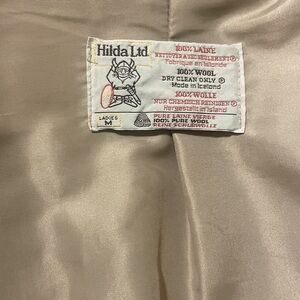 Hilda Ltd.
100% LAINE
NETTOYER A SEC SEULEMENT Ⓟ
Fabrique en Islande
100% WOOL
DRY CLEAN ONLY Ⓟ
Made in Iceland
100% WOLLE
NUR CHEMISCH REINIGEN Ⓟ
Hergestellt in Island
LADIES
M
PURE LAINE VIERGE
100% PURE WOOL
REINE SCHURWOLLE